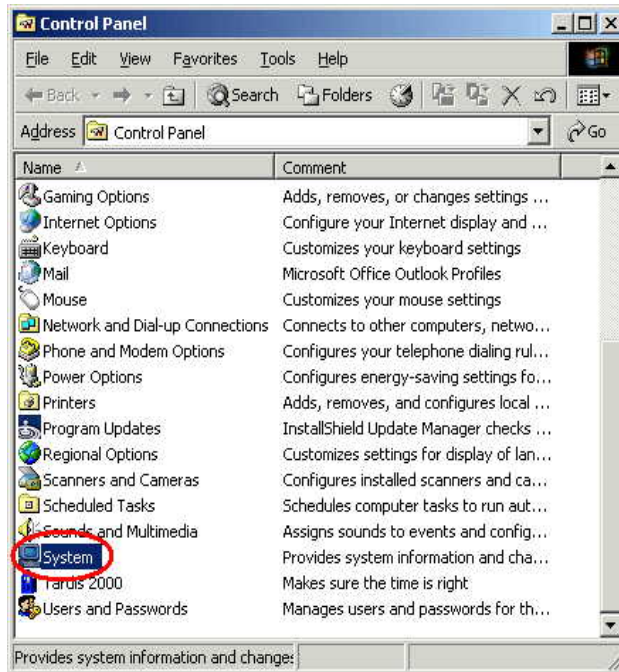 Control Panel
File Edit View Favorites Tools Help
Back Search Folders
Address Control Panel Go
Name Comment
Gaming Options Adds, removes, or changes settings ...
Internet Options Configure your Internet display and ...
Keyboard Customizes your keyboard settings
Mail Microsoft Office Outlook Profiles
Mouse Customizes your mouse settings
Network and Dial-up Connections Connects to other computers, netwo...
Phone and Modem Options Configures your telephone dialing rul...
Power Options Configures energy-saving settings fo...
Printers Adds, removes, and configures local ...
Program Updates InstallShield Update Manager checks ...
Regional Options Customizes settings for display of lan...
Scanners and Cameras Configures installed scanners and ca...
Scheduled Tasks Schedules computer tasks to run aut...
Sounds and Multimedia Assigns sounds to events and config...
System Provides system information and cha...
Tardis 2000 Makes sure the time is right
Users and Passwords Manages users and passwords for th...
Provides system information and changes